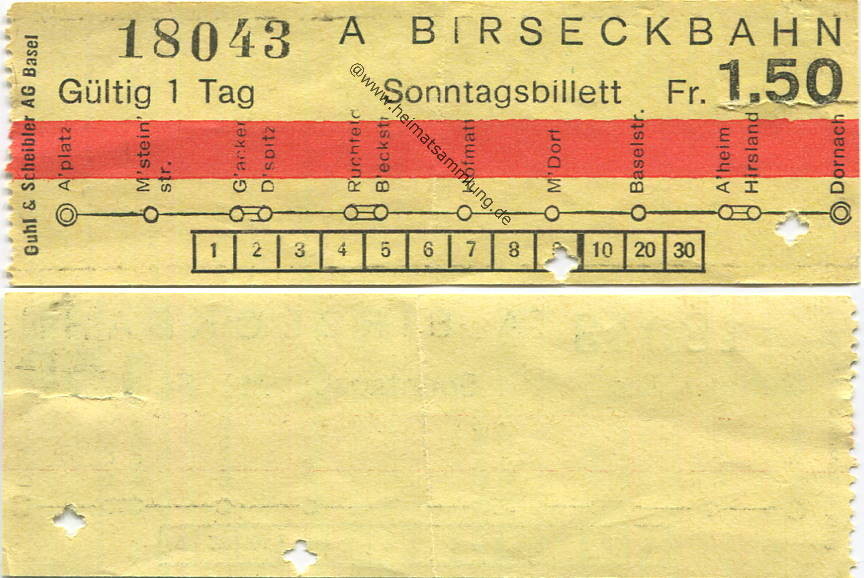 18043 A BIRSECKBAHN
Gültig 1 Tag Sonntagsbillett Fr. 1.50
Guhl & Scheibler AG Basel
@www.heimatsammlung.de
A'platz
M'stein'
str.
G'acker
D'spitz
Ruchfeld
B'eckstr
M'Dorf
Baselstr.
A'heim
Hirsland
Dornach
1 2 3 4 5 6 7 8 9 10 20 30